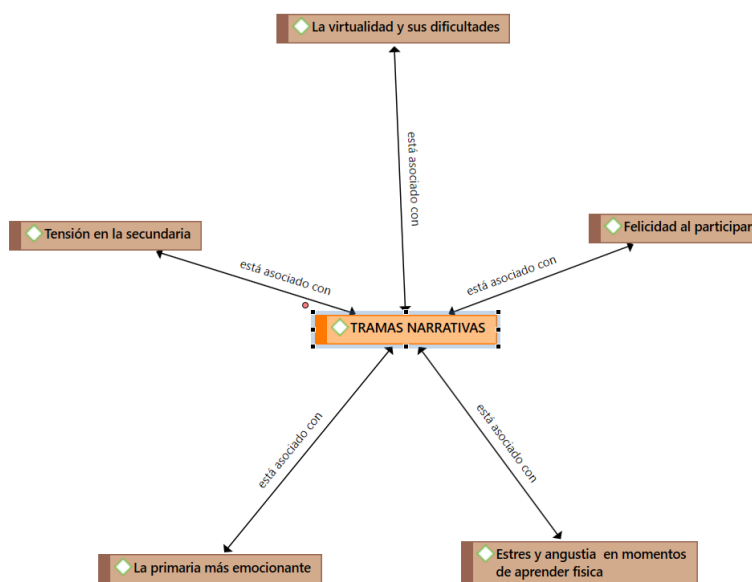 La virtualidad y sus dificultades
está asociado con
Tensión en la secundaria
Felicidad al participar
está asociado con
está asociado con
TRAMAS NARRATIVAS
está asociado con
está asociado con
La primaria más emocionante
Estres y angustia en momentos
de aprender fisica